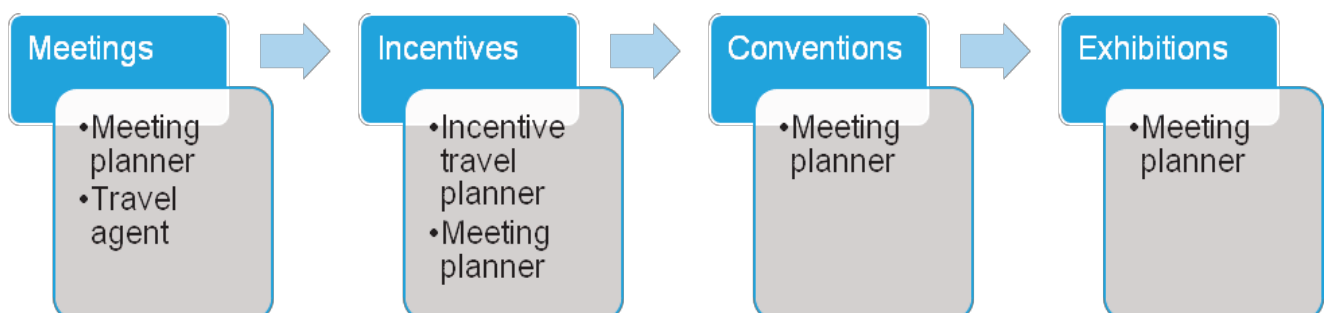 Meetings
•Meeting
planner
•Travel
agent
Incentives
•Incentive
travel
planner
•Meeting
planner
Conventions
•Meeting
planner
Exhibitions
•Meeting
planner